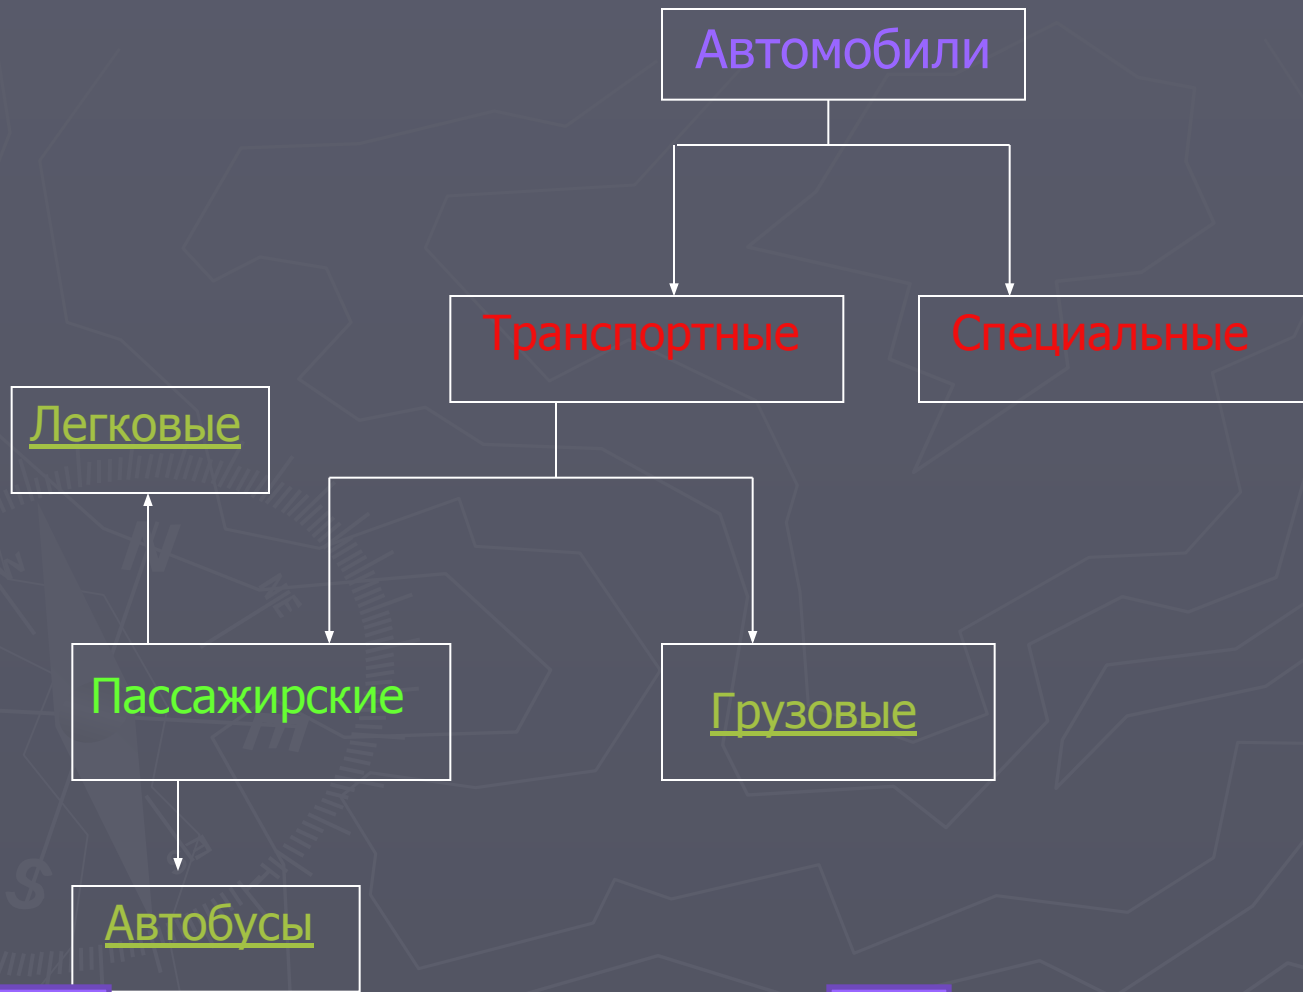 Автомобили
Транспортные
Специальные
Легковые
Пассажирские
Грузовые
Автобусы